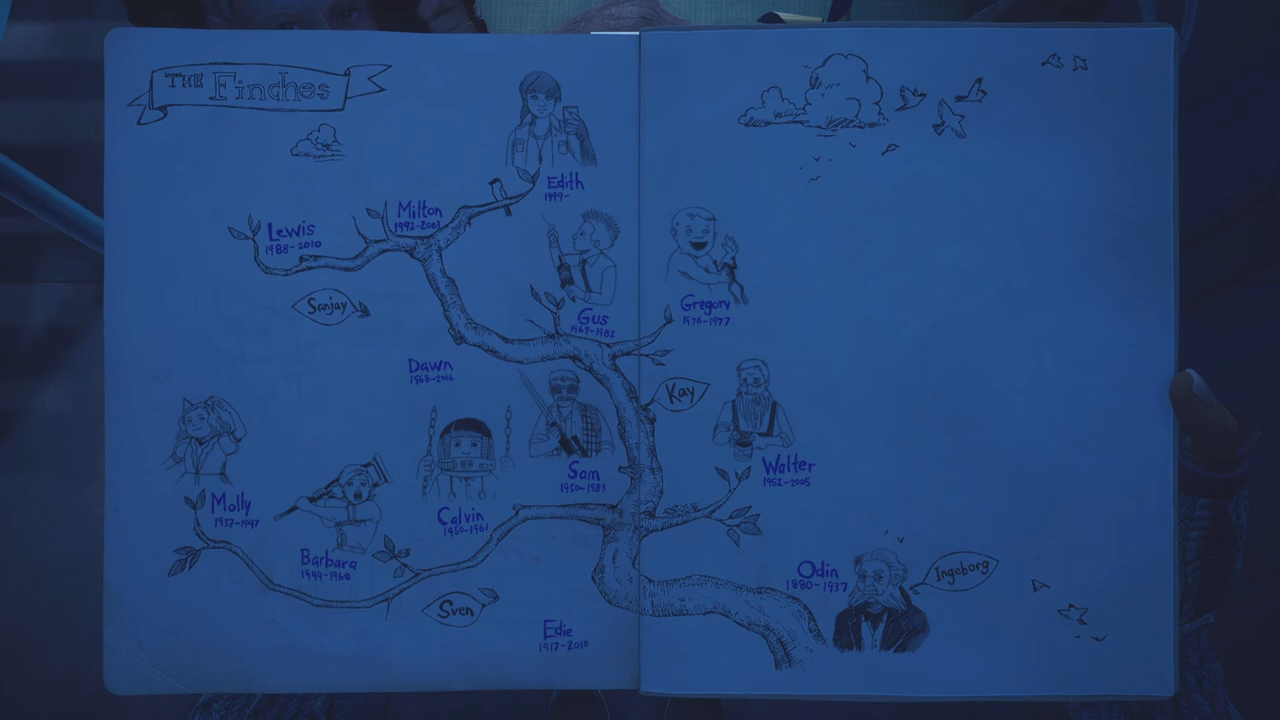 THE Finches
Edith
1999-
Milton
1992-2003
Lewis
1988-2010
Sanjay
Gus
1969-1982
Gregory
1976-1977
Dawn
1968-2016
Kay
Sam
1950-1983
Walter
1952-2005
Molly
1937-1947
Calvin
1950-1961
Barbara
1944-1960
Sven
Edie
1917-2010
Odin
1880-1937
Ingeborg